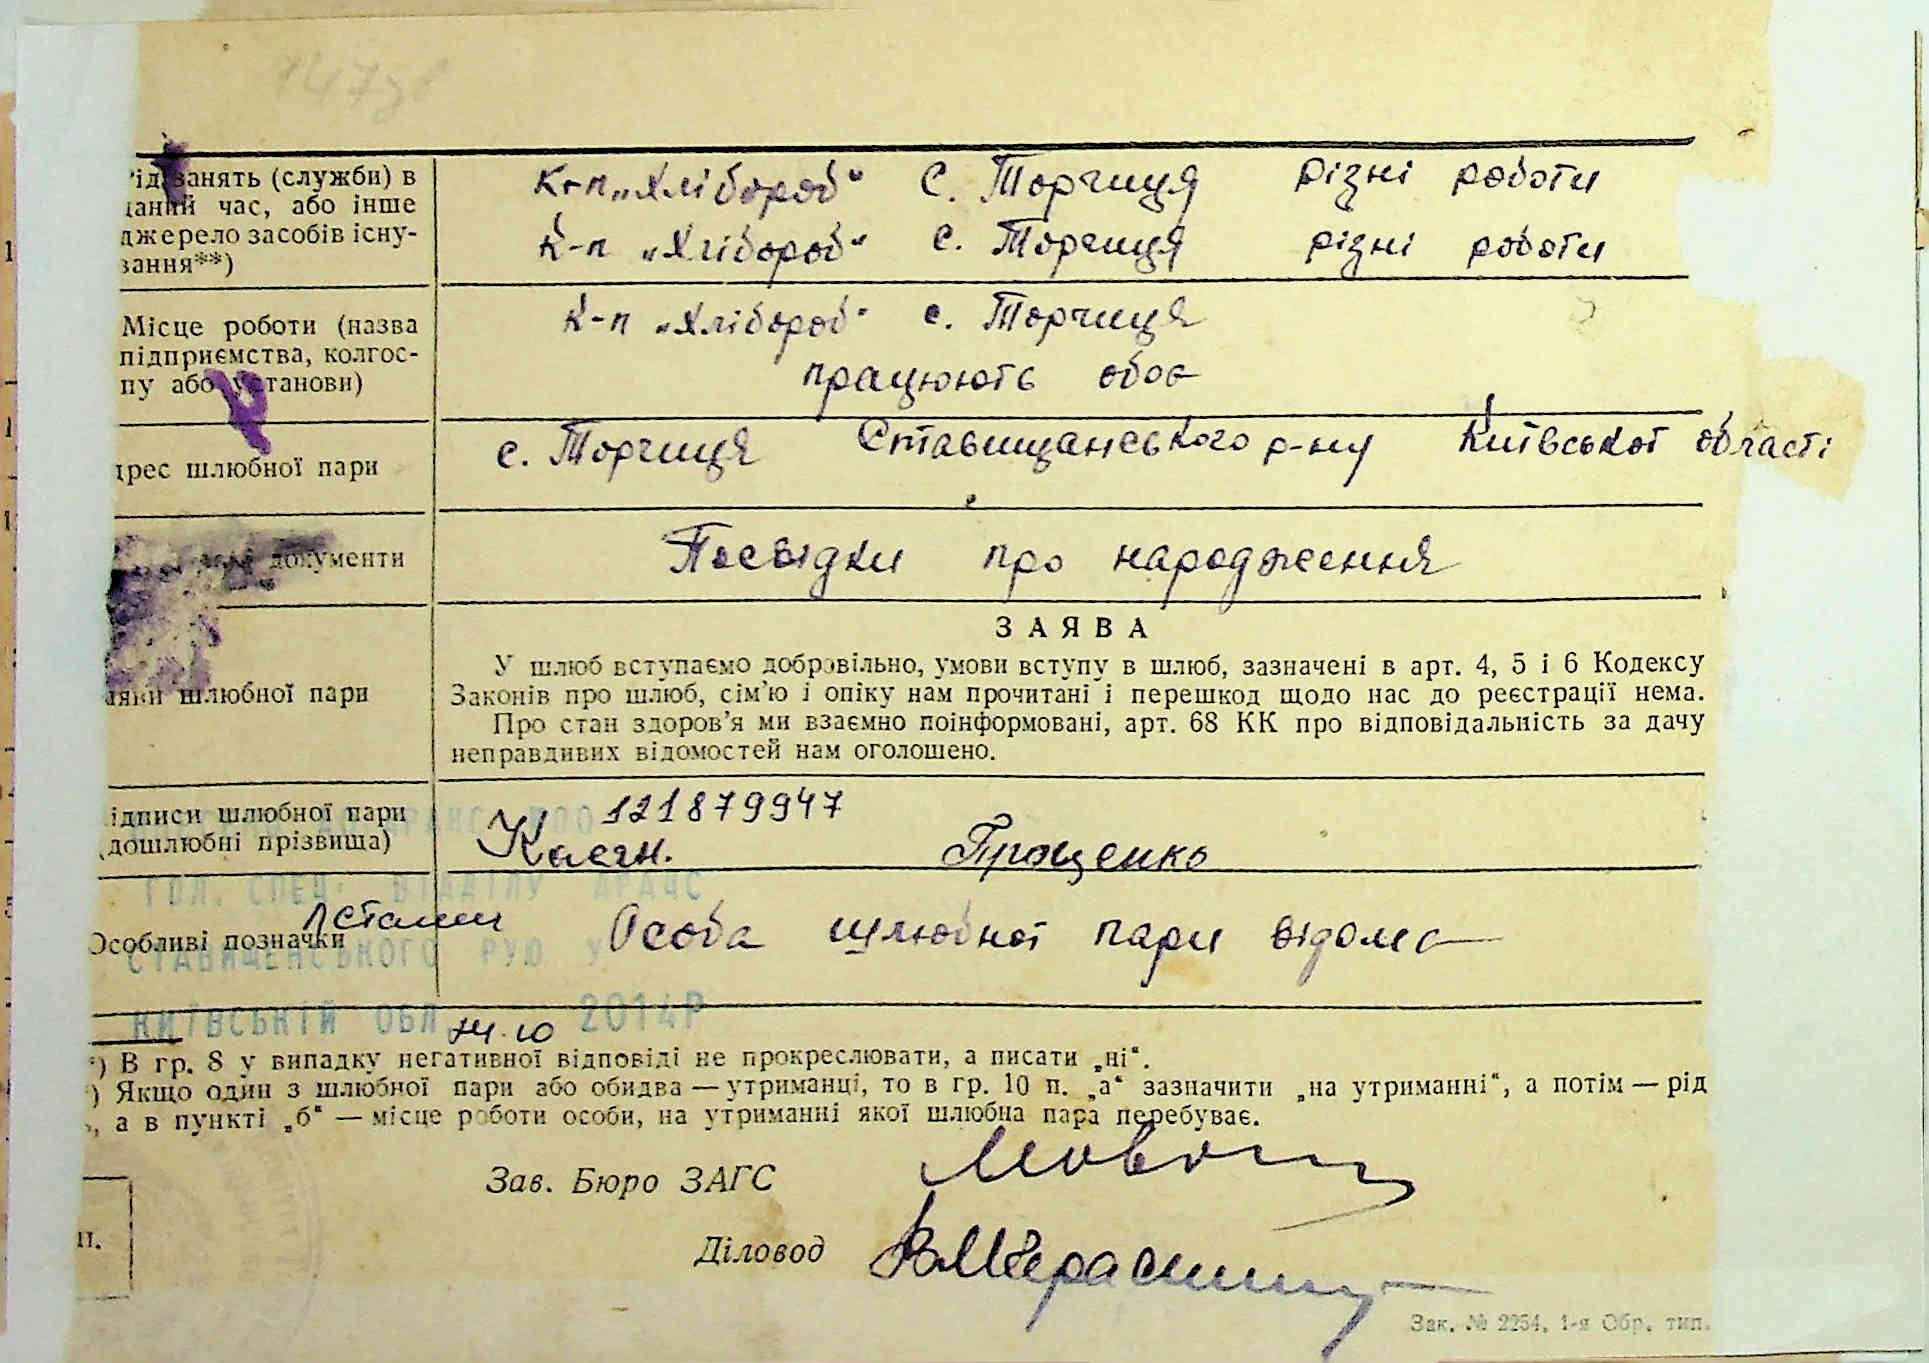 занять (служби) в К-п „Хлібороб“ С. Торчиця різні роботи
час, або інше
джерело засобів існу- К-п „Хлібороб“ с. Торчиця різні роботи
вання**)
Місце роботи (назва К-п „Хлібороб“ с. Торчиця
підприємства, колгос-
пу або установи) працюють обоє
шлюбної пари с. Торчиця Ставищанського р-ну Київської області
документи Посвідки про народження
ЗАЯВА
У шлюб вступаємо добровільно, умови вступу в шлюб, зазначені в арт. 4, 5 і 6 Кодексу
шлюбної пари Законів про шлюб, сім’ю і опіку нам прочитані і перешкод щодо нас до реєстрації нема.
Про стан здоров’я ми взаємно поінформовані, арт. 68 КК про відповідальність за дачу
неправдивих відомостей нам оголошено.
ідписи шлюбної пари 121879947
(дошлюбні прізвища) Проценко
ГОЛ. СПЕЦ. ВІДДІЛУ ДРАЦС
Особливі позначки Особа шлюбної пари відома
СТАВИЩЕНСЬКОГО РУЮ У
КИЇВСЬКІЙ ОБЛ. 2014Р
*) В гр. 8 у випадку негативної відповіді не прокреслювати, а писати „ні“.
) Якщо один з шлюбної пари або обидва — утриманці, то в гр. 10 п. „а“ зазначити „на утриманні“, а потім — рід
, а в пункті „б“ — місце роботи особи, на утриманні якої шлюбна пара перебуває.
Зав. Бюро ЗАГС
Діловод
П.
Зак. № 2254, 1-я Обр. тип.